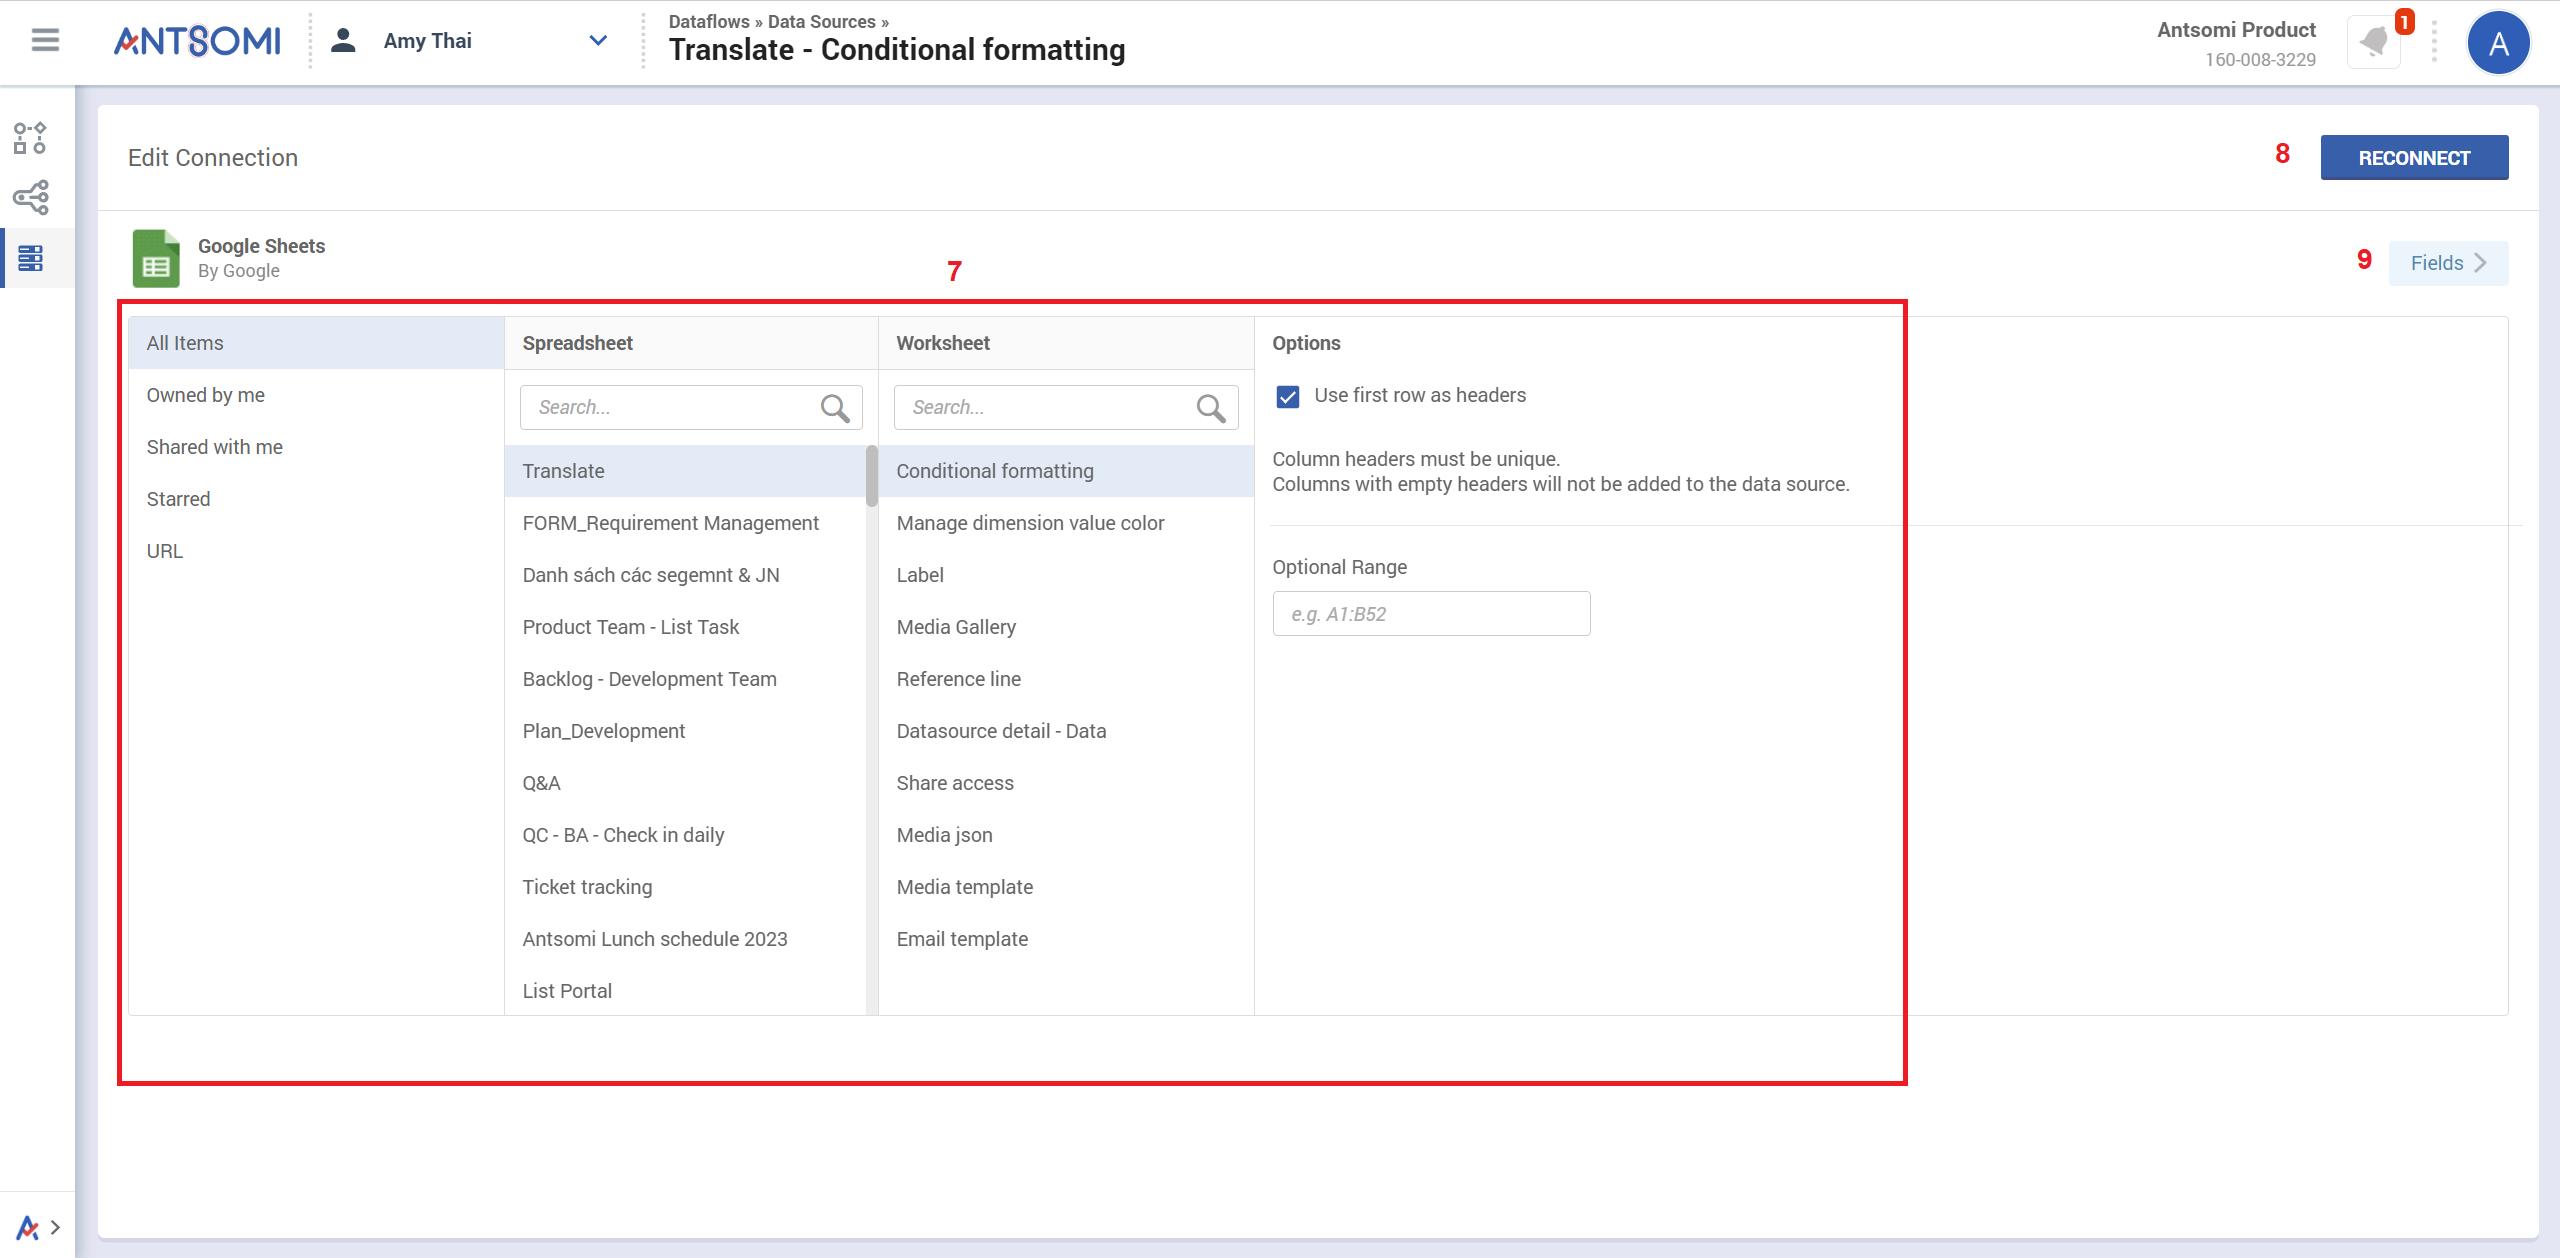 ANTSOMI
Amy Thai
Dataflows » Data Sources »
Translate - Conditional formatting
Antsomi Product
160-008-3229
1
A
Edit Connection
8
RECONNECT
Google Sheets
By Google
7
9
Fields
All Items
Owned by me
Shared with me
Starred
URL
Spreadsheet
Search...
Translate
FORM_Requirement Management
Danh sách các segemnt & JN
Product Team - List Task
Backlog - Development Team
Plan_Development
Q&A
QC - BA - Check in daily
Ticket tracking
Antsomi Lunch schedule 2023
List Portal
Worksheet
Search...
Conditional formatting
Manage dimension value color
Label
Media Gallery
Reference line
Datasource detail - Data
Share access
Media json
Media template
Email template
Options
Use first row as headers
Column headers must be unique.
Columns with empty headers will not be added to the data source.
Optional Range
e.g. A1:B52